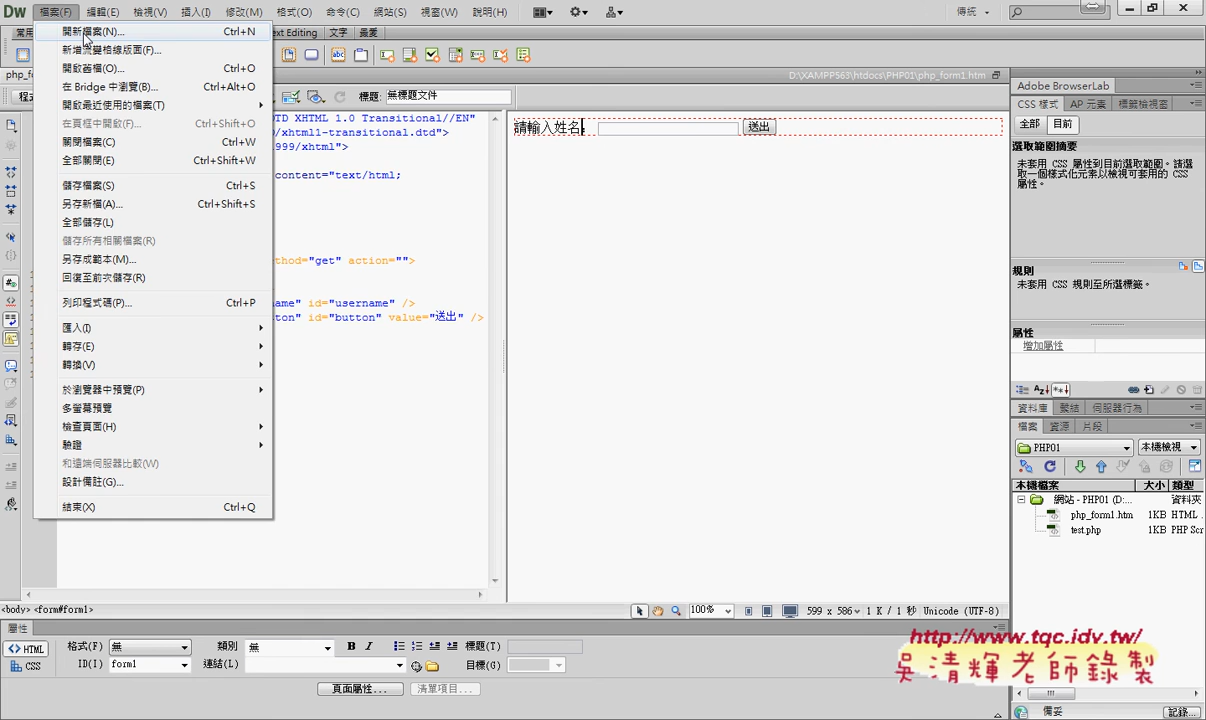 Dw 檔案(F) 編輯(E) 檢視(V) 插入(I) 修改(M) 格式(O) 命令(C) 網站(S) 視窗(W) 說明(H) 傳統
開新檔案(N)... Ctrl+N
新增流變格線版面(F)...
開啟舊檔(O)... Ctrl+O
在 Bridge 中瀏覽(B)... Ctrl+Alt+O
開啟最近使用的檔案(T)
在頁框中開啟(F)... Ctrl+Shift+O
關閉檔案(C) Ctrl+W
全部關閉(E) Ctrl+Shift+W
儲存檔案(S) Ctrl+S
另存新檔(A)... Ctrl+Shift+S
全部儲存(L)
儲存所有相關檔案(R)
另存成範本(M)...
回復至前次儲存(R)
列印程式碼(P)... Ctrl+P
匯入(I)
轉存(E)
轉換(V)
於瀏覽器中預覽(P)
多螢幕預覽
檢查頁面(H)
驗證
和遠端伺服器比較(W)
設計備註(G)...
結束(X) Ctrl+Q
常用
ext Editing 文字 我的最愛
php_f
D:\XAMPP563\htdocs\PHP01\php_form1.htm
標題: 無標題文件
TD XHTML 1.0 Transitional//EN"
/xhtml1-transitional.dtd">
999/xhtml">
content="text/html;
thod="get" action="">
ame" id="username" />
ton" id="button" value="送出" />
請輸入姓名 送出
Adobe BrowserLab
CSS 樣式 AP 元素 標籤檢視窗
全部 目前
選取範圍摘要
未套用 CSS 屬性到目前選取範圍。請選
取一個樣式化元素以檢視可套用的 CSS
屬性。
規則
未套用 CSS 規則至所選標籤。
屬性
增加屬性
資料庫 繫結 伺服器行為
檔案 資源 片段
PHP01 本機檢視
本機檔案 大小 類型
網站 - PHP01 (D:... 資料夾
php_form1.htm 1KB HTML ..
test.php 1KB PHP Scr
<body> <form#form1> 100% 599 x 586 1 K / 1 秒 Unicode (UTF-8)
屬性
<> HTML 格式(F) 無 類別 無 B I 標題(T)
CSS ID(I) form1 連結(L) 目標(G)
頁面屬性... 清單項目...
http://www.tqc.idv.tw/
吳清輝老師錄製
備妥 記錄...